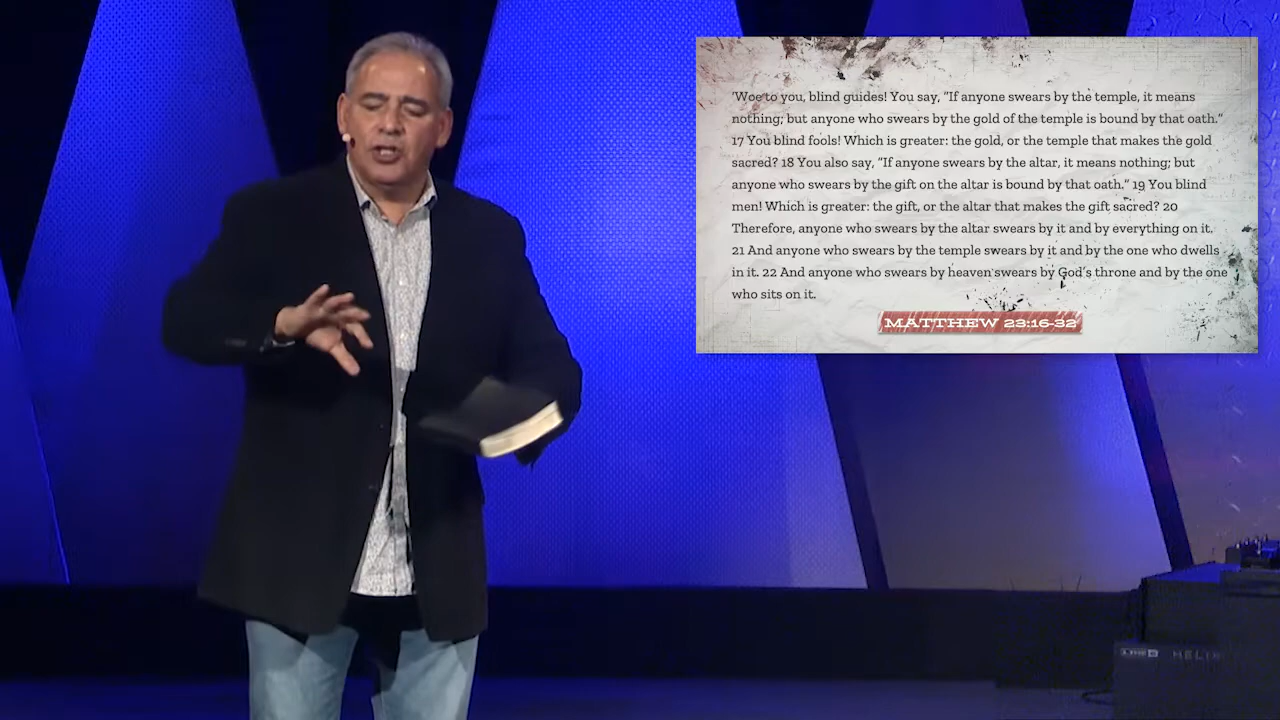 "Woe to you, blind guides! You say, "If anyone swears by the temple, it means
nothing; but anyone who swears by the gold of the temple is bound by that oath."
17 You blind fools! Which is greater: the gold, or the temple that makes the gold
sacred? 18 You also say, "If anyone swears by the altar, it means nothing; but
anyone who swears by the gift on the altar is bound by that oath." 19 You blind
men! Which is greater: the gift, or the altar that makes the gift sacred? 20
Therefore, anyone who swears by the altar swears by it and by everything on it.
21 And anyone who swears by the temple swears by it and by the one who dwells
in it. 22 And anyone who swears by heaven swears by God's throne and by the one
who sits on it.
MATTHEW 23:16-32
LINE 6 HELIX